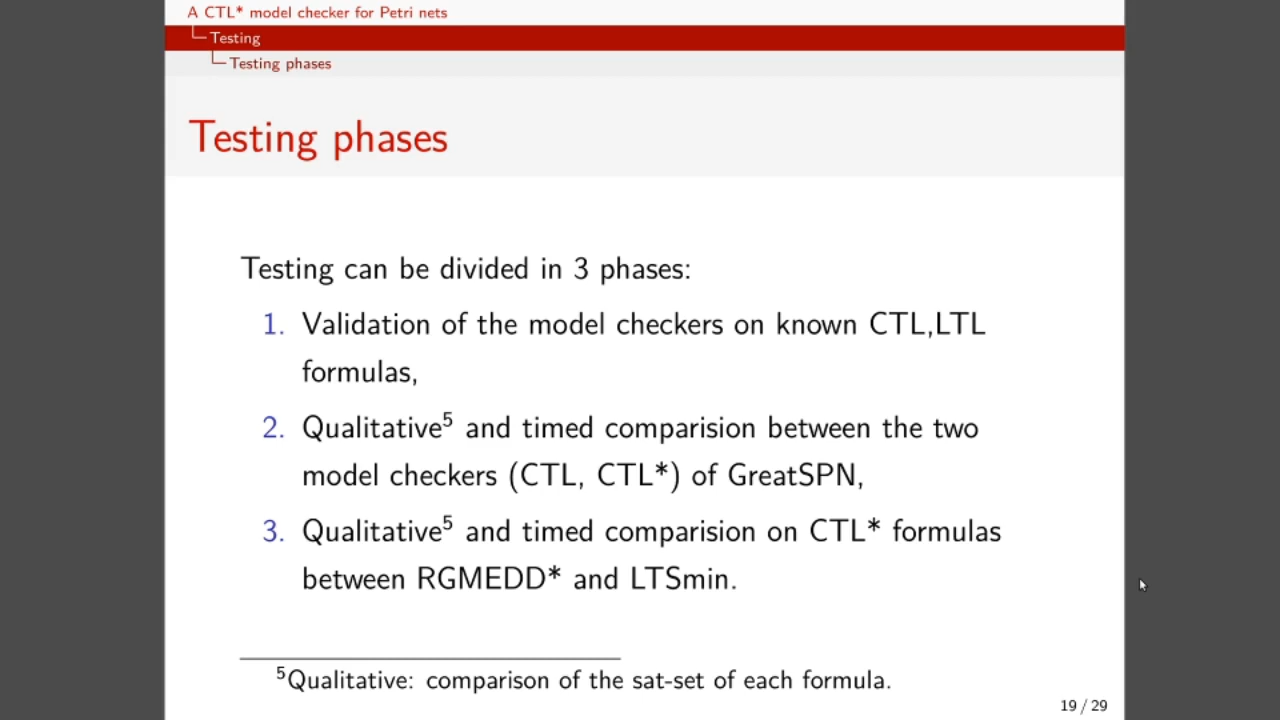 A CTL* model checker for Petri nets
Testing
Testing phases
Testing phases
Testing can be divided in 3 phases:
1. Validation of the model checkers on known CTL,LTL
formulas,
2. Qualitative⁵ and timed comparision between the two
model checkers (CTL, CTL*) of GreatSPN,
3. Qualitative⁵ and timed comparision on CTL* formulas
between RGMEDD* and LTSmin.
⁵Qualitative: comparison of the sat-set of each formula.
19 / 29